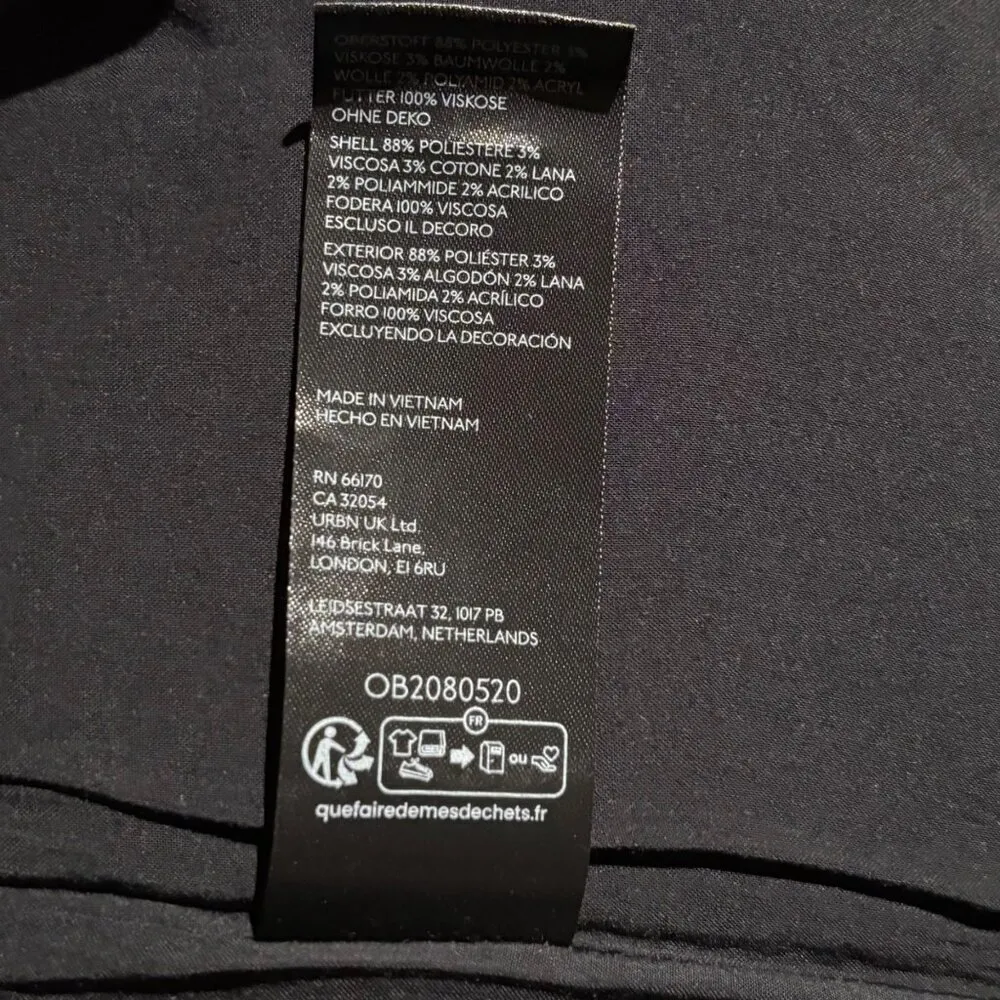 OBERSTOFF 88% POLYESTER 3%
VISKOSE 3% BAUMWOLLE 2%
WOLLE 2% POLYAMID 2% ACRYL
FUTTER 100% VISKOSE
OHNE DEKO
SHELL 88% POLIESTERE 3%
VISCOSA 3% COTONE 2% LANA
2% POLIAMMIDE 2% ACRILICO
FODERA 100% VISCOSA
ESCLUSO IL DECORO
EXTERIOR 88% POLIÉSTER 3%
VISCOSA 3% ALGODÓN 2% LANA
2% POLIAMIDA 2% ACRÍLICO
FORRO 100% VISCOSA
EXCLUYENDO LA DECORACIÓN
MADE IN VIETNAM
HECHO EN VIETNAM
RN 66170
CA 32054
URBN UK Ltd.
146 Brick Lane,
LONDON, E1 6RU
LEIDSESTRAAT 32, 1017 PB
AMSTERDAM, NETHERLANDS
OB2080520
FR
ou
quefairedemesdechets.fr